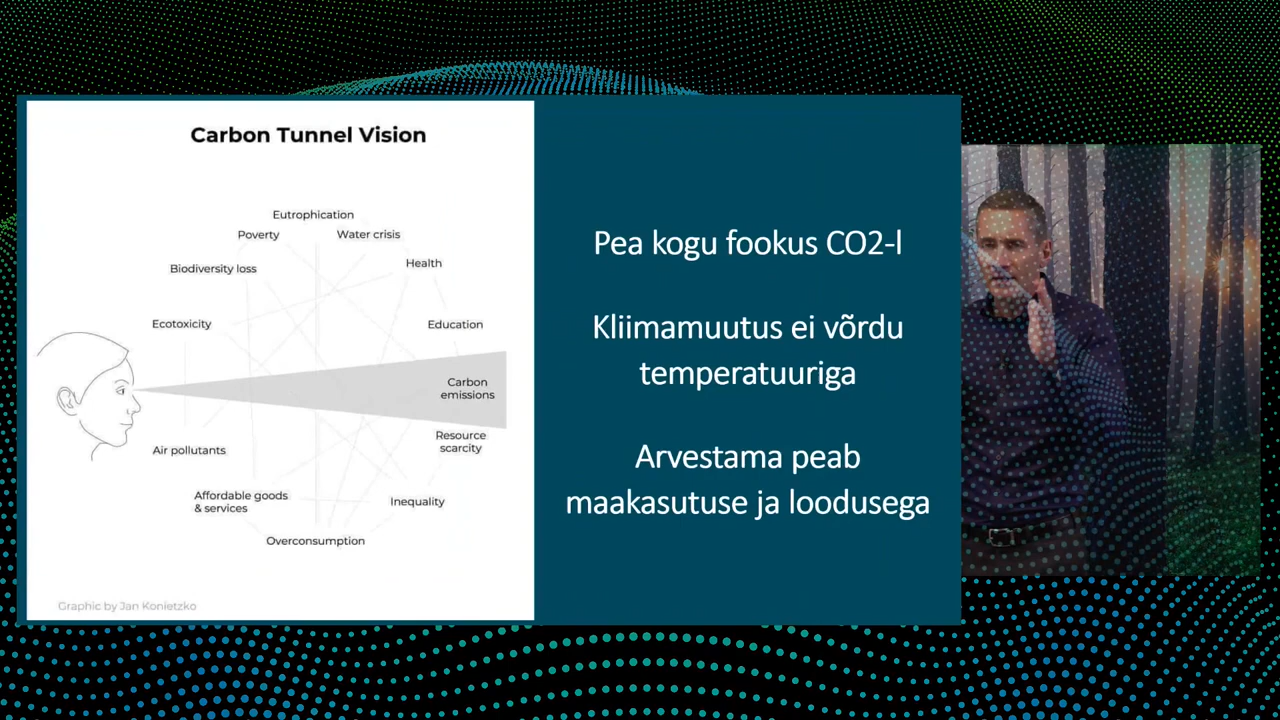 Carbon Tunnel Vision
Eutrophication
Poverty
Water crisis
Biodiversity loss
Health
Ecotoxicity
Education
Carbon
emissions
Resource
scarcity
Air pollutants
Affordable goods
& services
Inequality
Overconsumption
Graphic by Jan Konietzko
Pea kogu fookus CO2-l
Kliimamuutus ei võrdu
temperatuuriga
Arvestama peab
maakasutuse ja loodusega